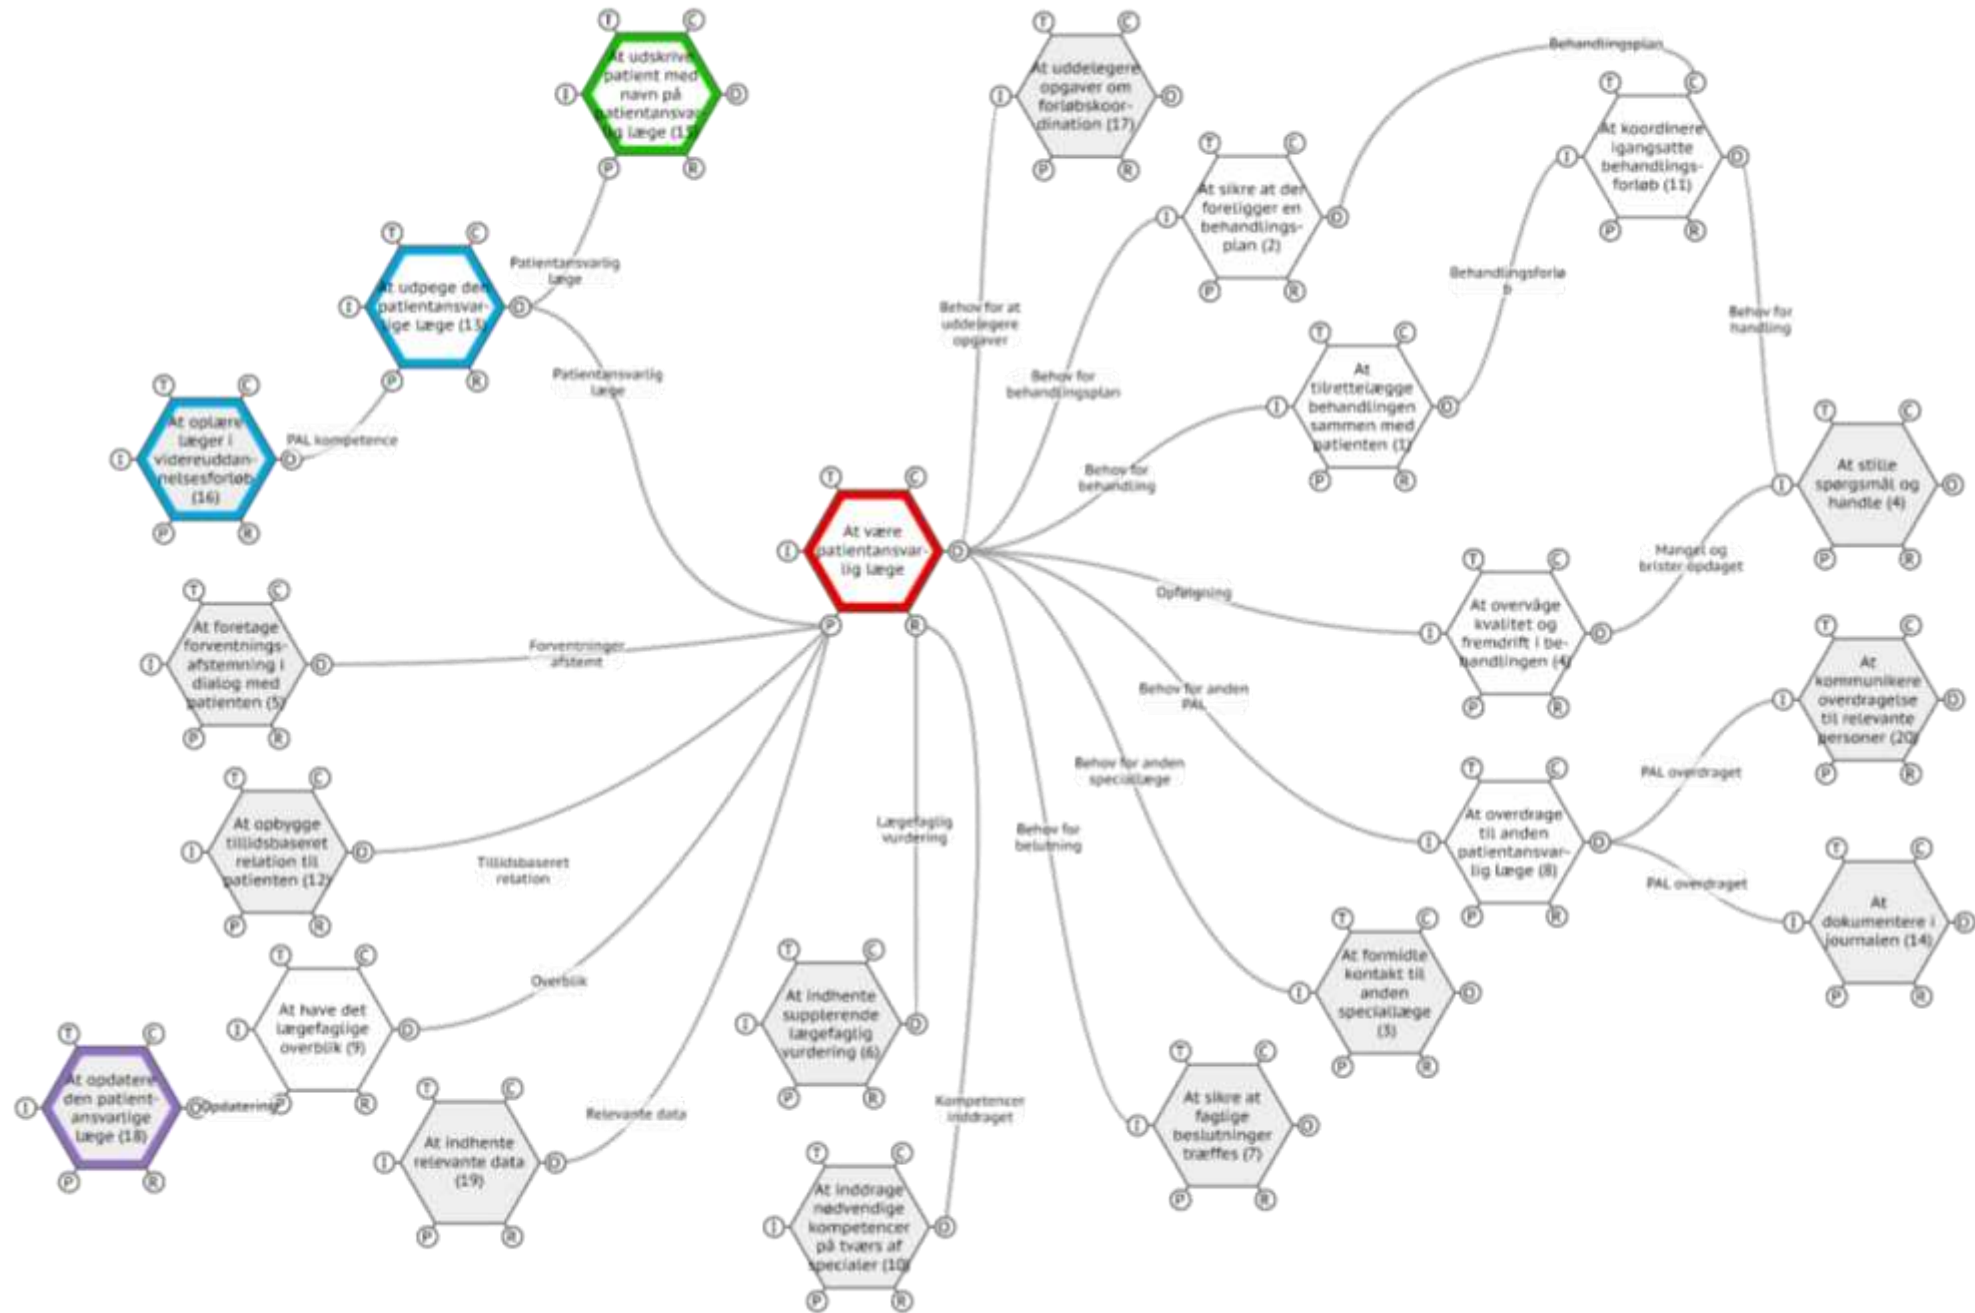 At udskrive
patient med
navn på
patientansvar-
lig læge (15)
Patientansvarlig
læge
At udpege den
patientansvar-
lige læge (13)
Patientansvarlig
læge
At oplære
læger i
videreuddan-
nelsesforløb
(16)
PAL kompetence
At være
patientansvar-
lig læge
At foretage
forventnings-
afstemning i
dialog med
patienten (5)
Forventninger
afstemt
At opbygge
tillidsbaseret
relation til
patienten (12)
Tillidsbaseret
relation
At have det
lægefaglige
overblik (9)
Overblik
At opdatere
den patient-
ansvarlige
læge (18)
Opdatering
At indhente
relevante data
(19)
Relevante data
At indhente
supplerende
lægefaglig
vurdering (6)
Lægefaglig
vurdering
At inddrage
nødvendige
kompetencer
på tværs af
specialer (10)
Kompetencer
inddraget
At uddelegere
opgaver om
forløbskoor-
dination (17)
Behov for at
uddelegere
opgaver
At sikre at der
foreligger en
behandlings-
plan (2)
Behov for
behandlingsplan
Behandlingsplan
At koordinere
igangsatte
behandlings-
forløb (11)
Behandlingsforlø
b
Behov for
handling
At
tilrettelægge
behandlingen
sammen med
patienten (1)
Behov for
behandling
At stille
spørgsmål og
handle (4)
Mangel og
brister opdaget
At overvåge
kvalitet og
fremdrift i be-
handlingen (4)
Opfølgning
At
kommunikere
overdragelse
til relevante
personer (20)
PAL overdraget
At overdrage
til anden
patientansvar-
lig læge (8)
Behov for anden
PAL
PAL overdraget
At
dokumentere i
journalen (14)
At formidle
kontakt til
anden
speciallæge
(3)
Behov for anden
speciallæge
At sikre at
faglige
beslutninger
træffes (7)
Behov for
belutning
T
C
I
O
P
R
T
C
I
O
P
R
T
C
I
O
P
R
T
C
I
O
P
R
T
C
I
O
P
R
T
C
I
O
P
R
T
C
I
O
P
R
T
C
I
O
P
R
T
C
I
O
P
R
T
C
I
O
P
R
T
C
I
O
P
R
T
C
I
O
P
R
T
C
I
O
P
R
T
C
I
O
P
R
T
C
I
O
P
R
T
C
I
O
P
R
T
C
I
O
P
R
T
C
I
O
P
R
T
C
I
O
P
R
T
C
I
O
P
R
T
C
I
O
P
R